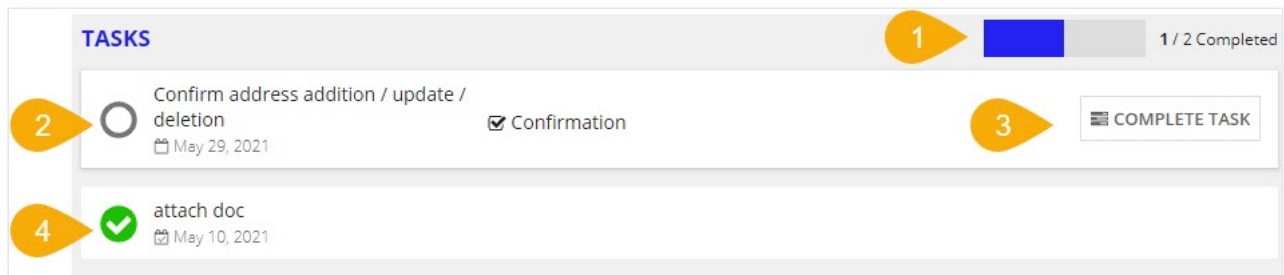 TASKS
1
1 / 2 Completed
Confirm address addition / update /
deletion
May 29, 2021
2
Confirmation
3
COMPLETE TASK
attach doc
May 10, 2021
4